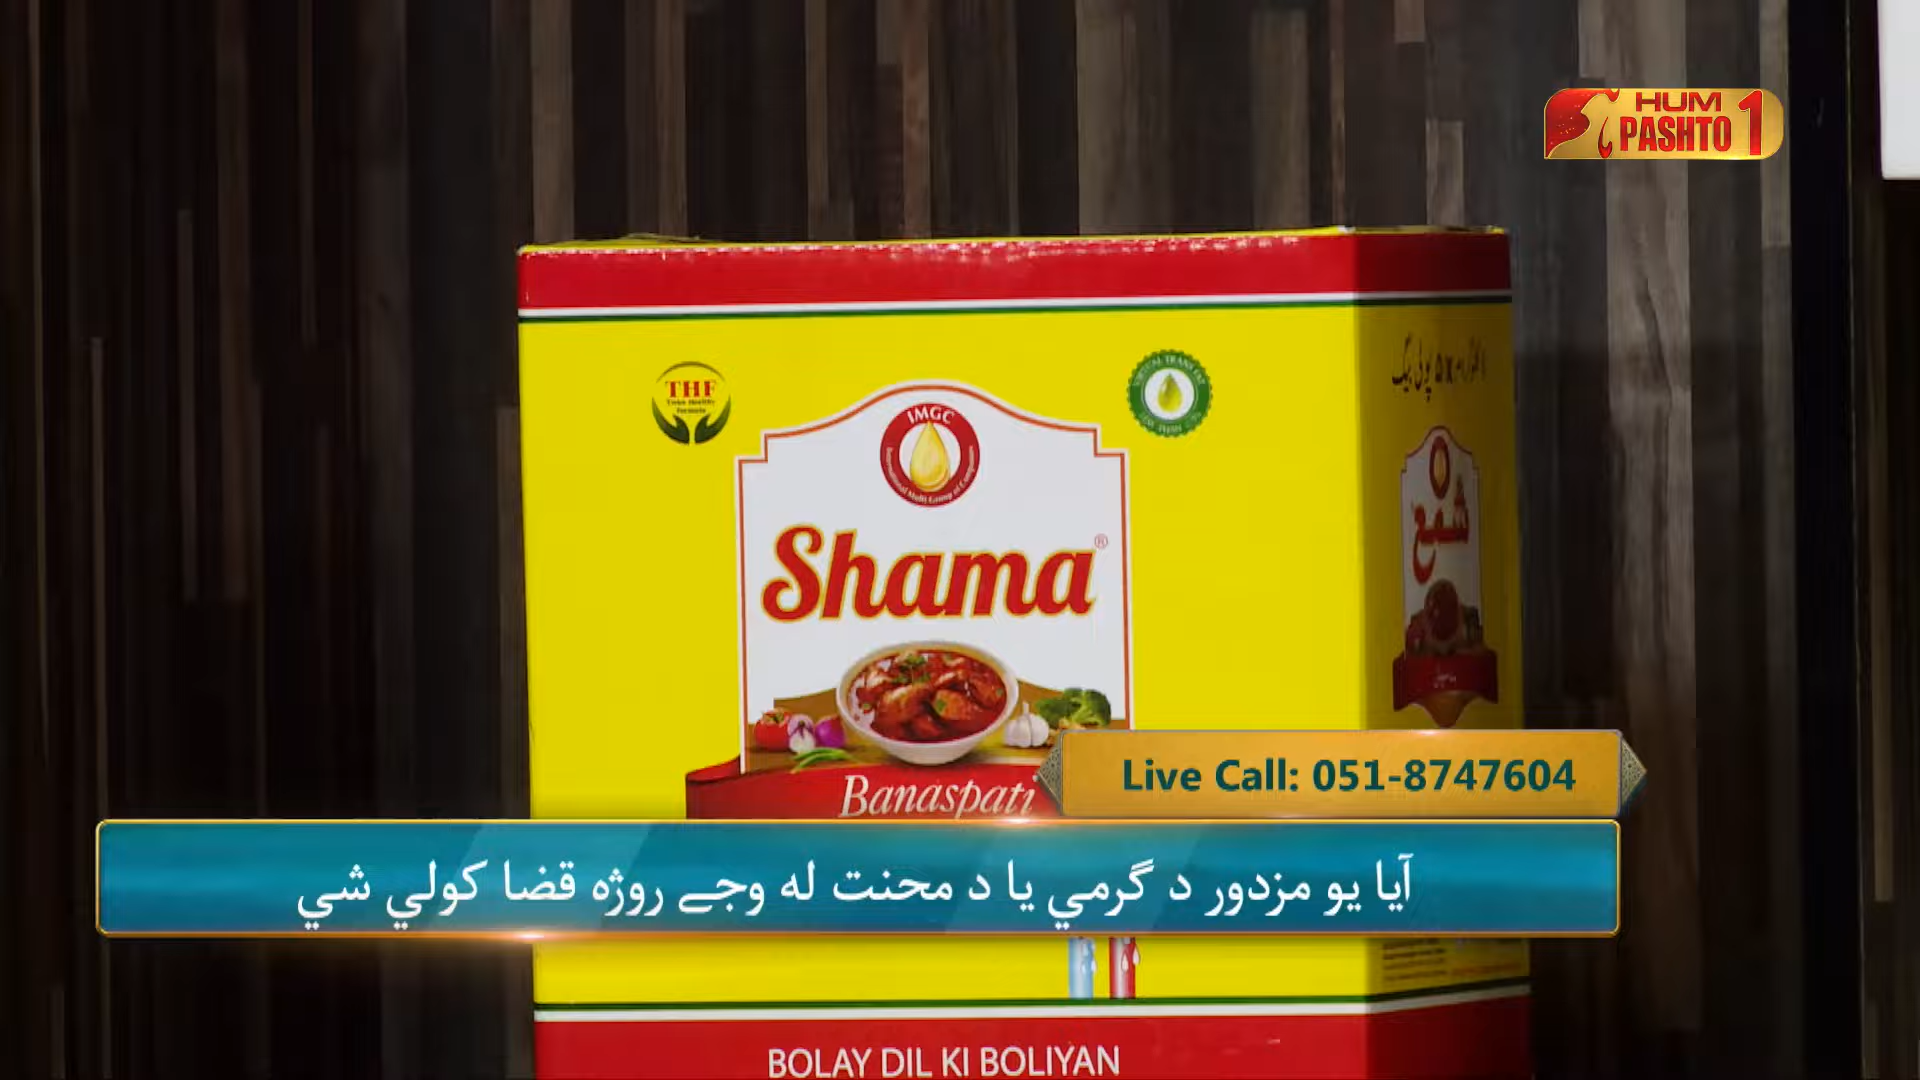 HUM
PASHTO 1
THF
IMGC
Shama®
شمع
Banaspati
Live Call: 051-8747604
آیا یو مزدور د ګرمي یا د محنت له وجے روژه قضا کولي شي
BOLAY DIL KI BOLIYAN